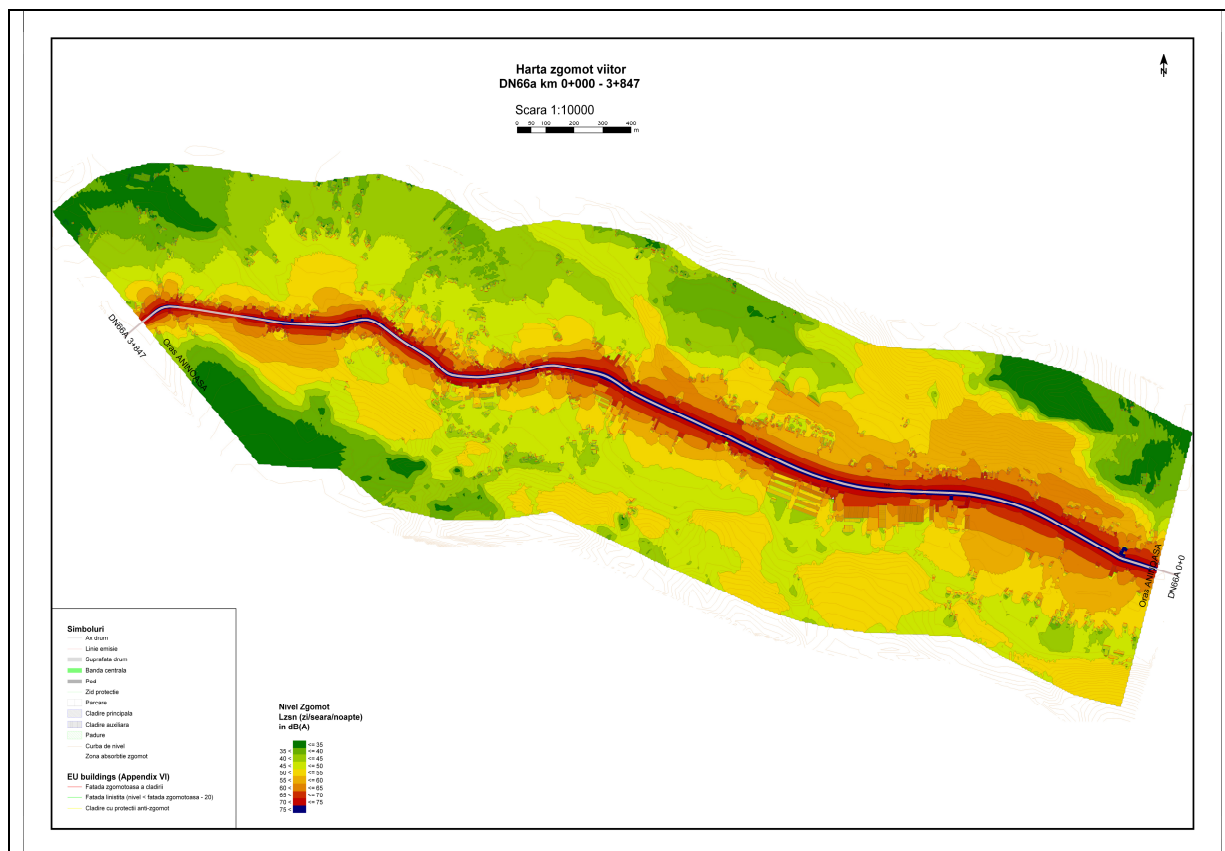 Harta zgomot viitor
DN66a km 0+000 - 3+847
Scara 1:10000
0 50 100 200 300 400
m
N
DN66A 3+847
Oras ANINOASA
Oras ANINOASA
DN66A 0+0
Simboluri
Ax drum
Linie emisie
Suprafata drum
Banda centrala
Pod
Zid protectie
Parcare
Cladire principala
Cladire auxiliara
Padure
Curba de nivel
Zona absorbtie zgomot
EU buildings (Appendix VI)
Fatada zgomotoasa a cladirii
Fatada linistita (nivel < fatada zgomotoasa - 20)
Cladire cu protectii anti-zgomot
Nivel Zgomot
Lzsn (zi/seara/noapte)
in dB(A)
<= 35
35 < <= 40
40 < <= 45
45 < <= 50
50 < <= 55
55 < <= 60
60 < <= 65
65 < <= 70
70 < <= 75
75 <